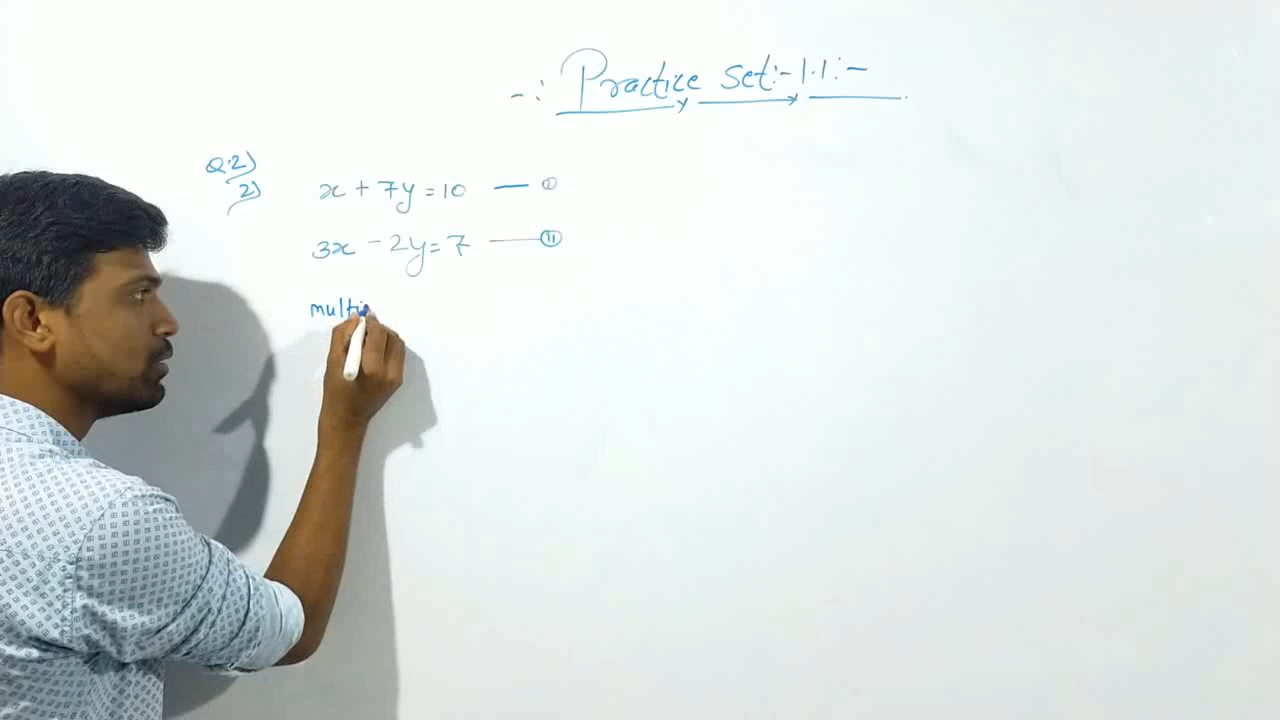 -: Practice Set:-1.1:-
Q.2)
2) x + 7y = 10 — ①
3x - 2y = 7 — ⑪
multi